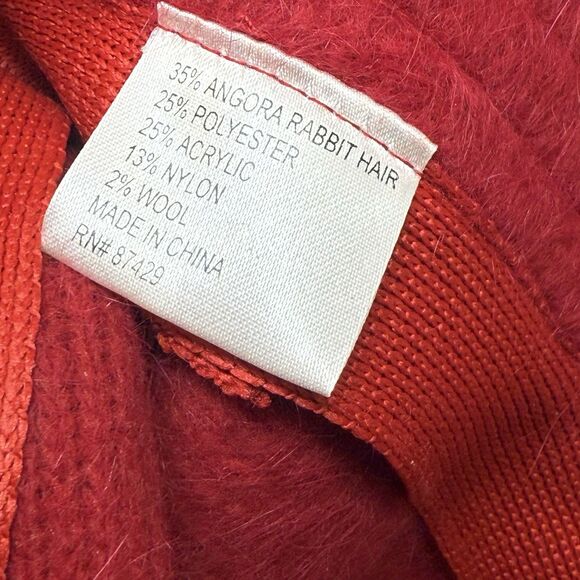 35% ANGORA RABBIT HAIR
25% POLYESTER
25% ACRYLIC
13% NYLON
2% WOOL
MADE IN CHINA
RN# 87429